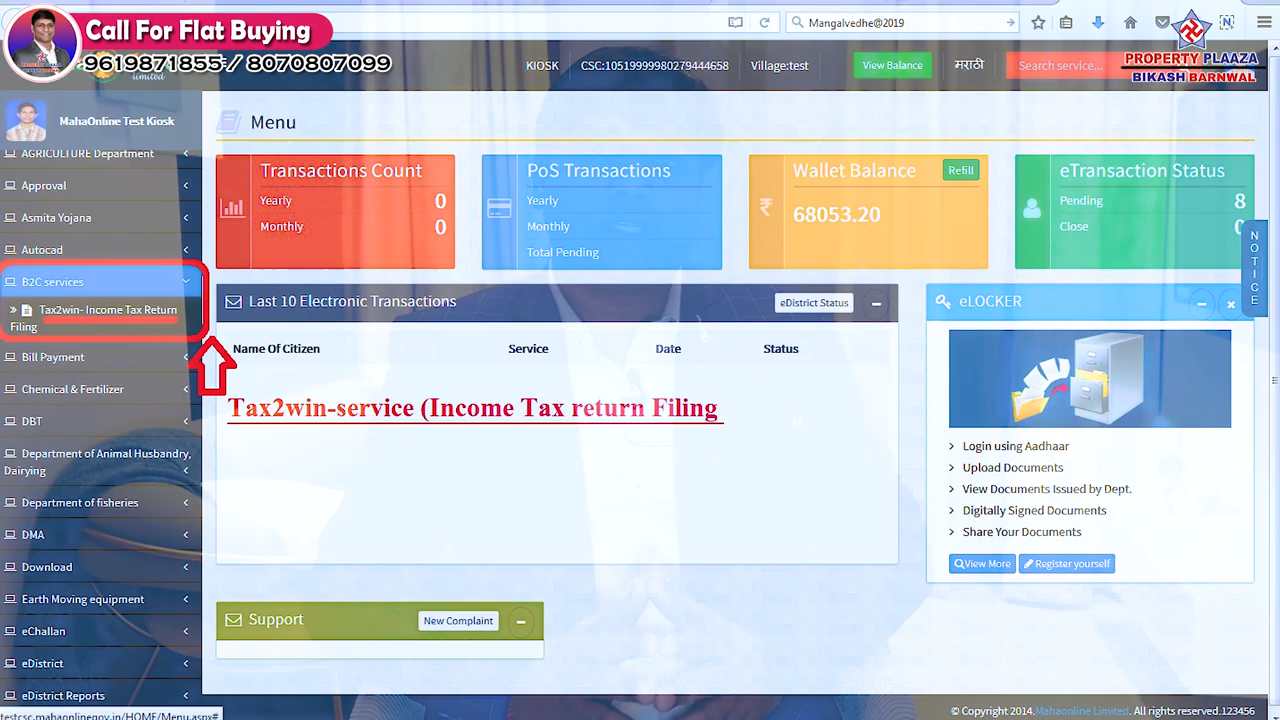 Call For Flat Buying
9619871855 / 8070807099
limited
Mangalvedhe@2019
PROPERTY PLAAZA
BIKASH BARNWAL
KIOSK
CSC:10519999980279444658
Village:test
View Balance
मराठी
Search service...
MahaOnline Test Kiosk
AGRICULTURE Department
Approval
Asmita Yojana
Autocad
B2C services
Tax2win- Income Tax Return
Filing
Bill Payment
Chemical & Fertilizer
DBT
Department of Animal Husbandry,
Dairying
Department of fisheries
DMA
Download
Earth Moving equipment
eChallan
eDistrict
eDistrict Reports
testcsc.mahaonlinegov.in/HOME/Menu.aspx#
Menu
Transactions Count
Yearly 0
Monthly 0
PoS Transactions
Yearly
Monthly
Total Pending
Wallet Balance Refill
₹ 68053.20
eTransaction Status
Pending 8
Close 0
NOTICE
Last 10 Electronic Transactions
eDistrict Status
Name Of Citizen Service Date Status
Tax2win-service (Income Tax return Filing
eLOCKER
Login using Aadhaar
Upload Documents
View Documents Issued by Dept.
Digitally Signed Documents
Share Your Documents
View More Register yourself
Support New Complaint
© Copyright 2014.Mahaonline Limited. All rights reserved.123456